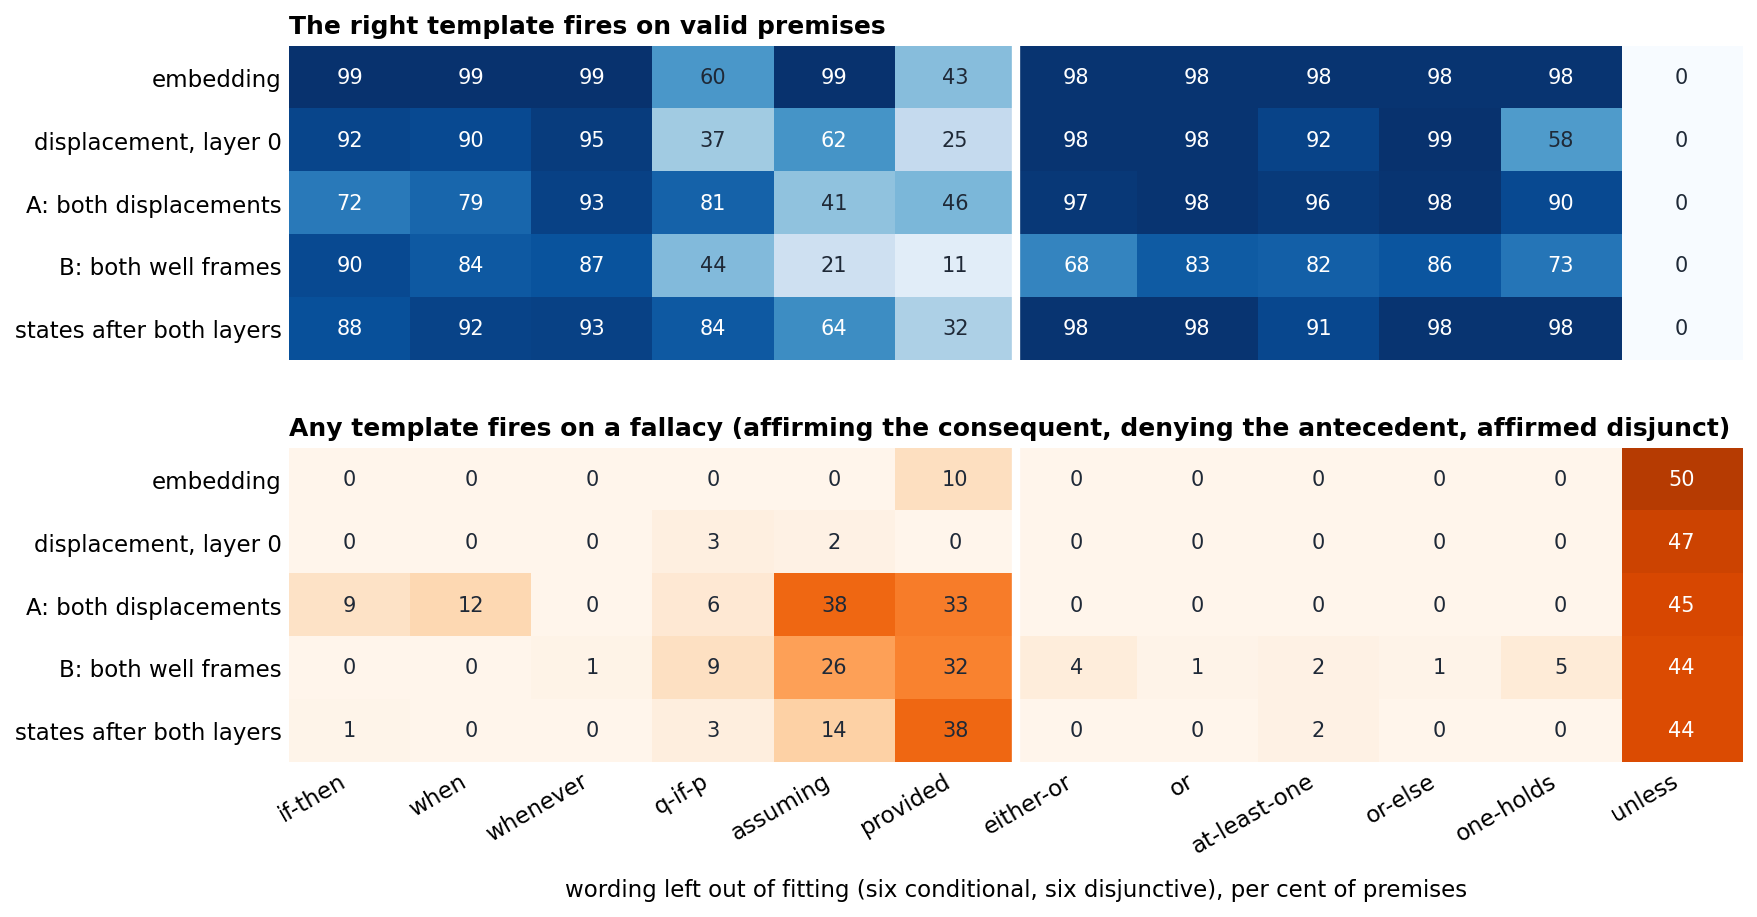 The right template fires on valid premises
embedding 99 99 99 60 99 43 98 98 98 98 98 0
displacement, layer 0 92 90 95 37 62 25 98 98 92 99 58 0
A: both displacements 72 79 93 81 41 46 97 98 96 98 90 0
B: both well frames 90 84 87 44 21 11 68 83 82 86 73 0
states after both layers 88 92 93 84 64 32 98 98 91 98 98 0
Any template fires on a fallacy (affirming the consequent, denying the antecedent, affirmed disjunct)
embedding 0 0 0 0 0 10 0 0 0 0 0 50
displacement, layer 0 0 0 0 3 2 0 0 0 0 0 0 47
A: both displacements 9 12 0 6 38 33 0 0 0 0 0 45
B: both well frames 0 0 1 9 26 32 4 1 2 1 5 44
states after both layers 1 0 0 3 14 38 0 0 2 0 0 44
if-then when whenever q-if-p assuming provided either-or or at-least-one or-else one-holds unless
wording left out of fitting (six conditional, six disjunctive), per cent of premises